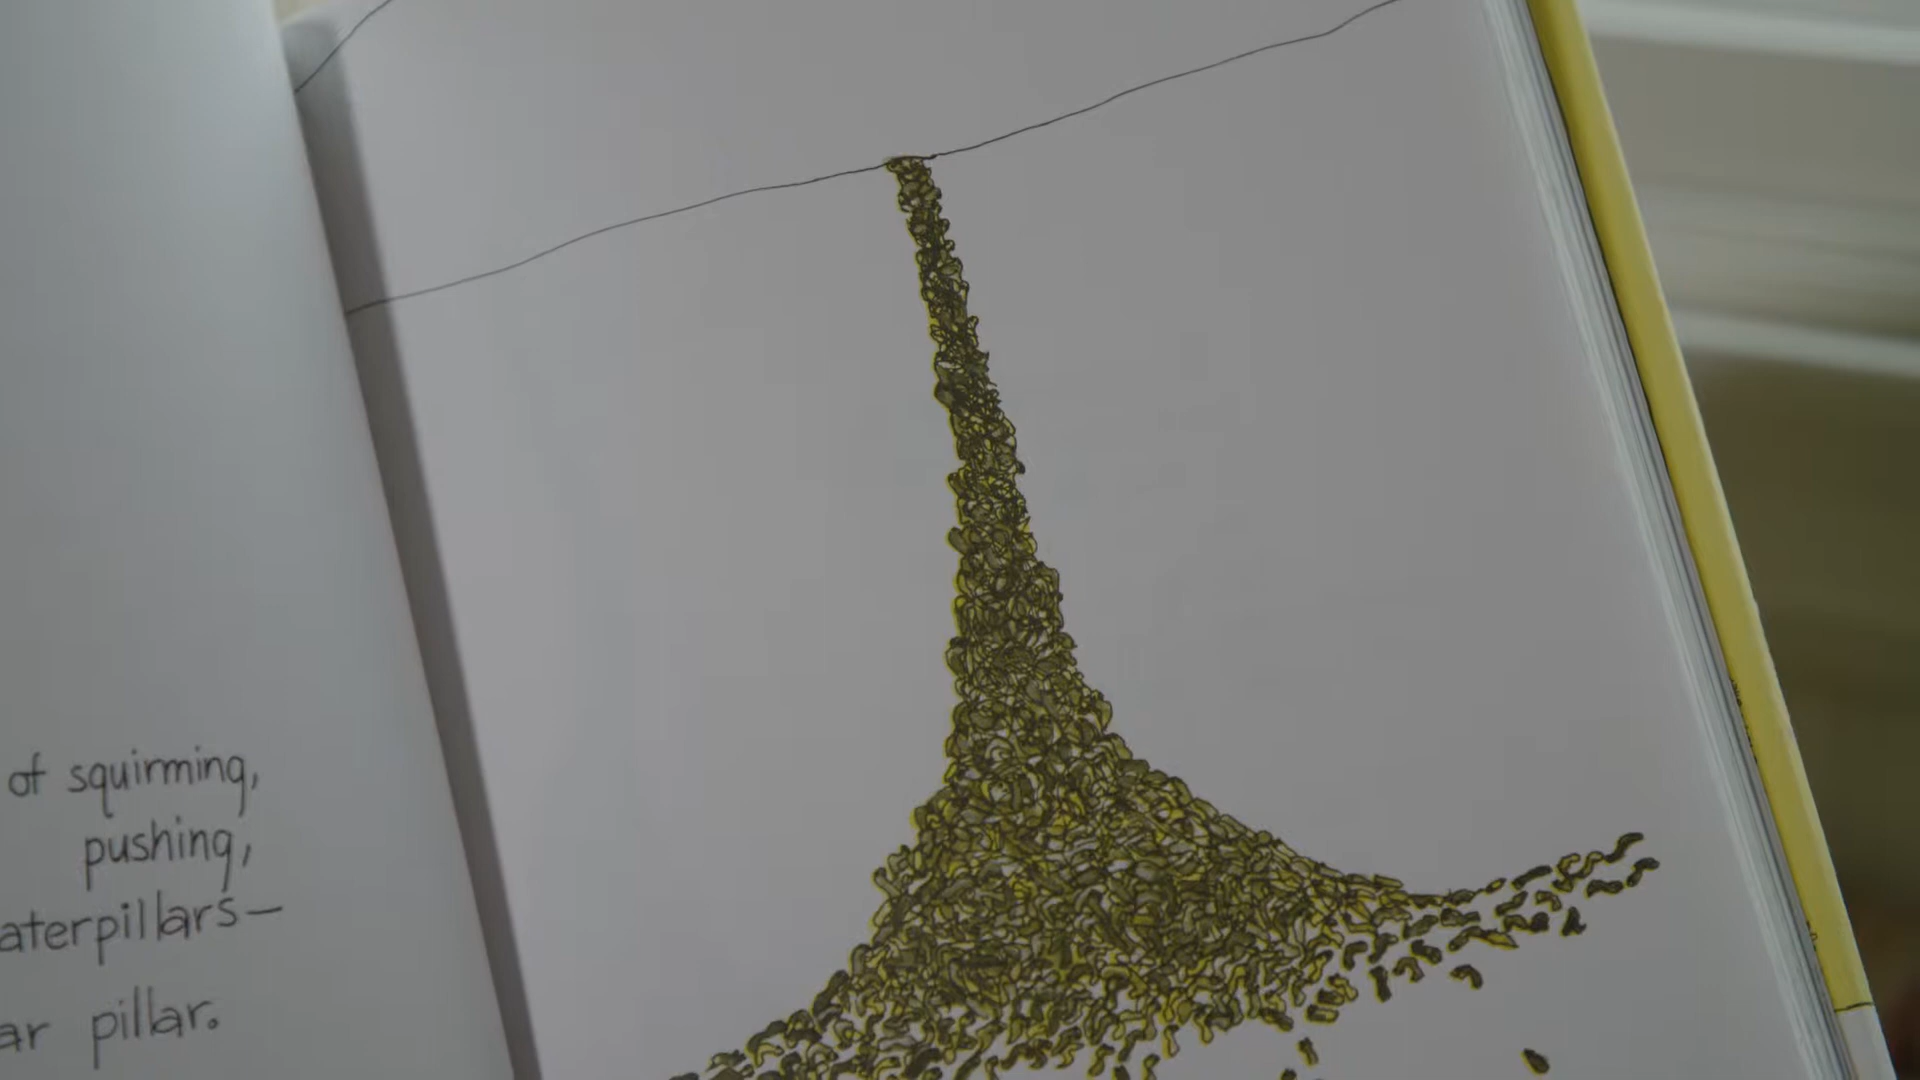 of squirming,
pushing,
aterpillars—
ar pillar.